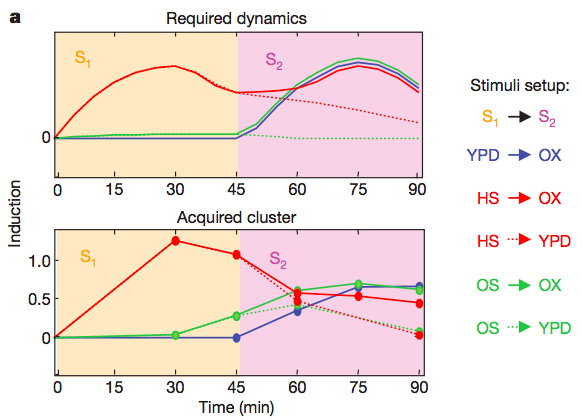 a
Required dynamics
S1
S2
0
0 15 30 45 60 75 90
Acquired cluster
S1
S2
1.0
0.5
0
0 15 30 45 60 75 90
Time (min)
Induction
Stimuli setup:
S1 → S2
YPD → OX
HS → OX
HS → YPD
OS → OX
OS → YPD